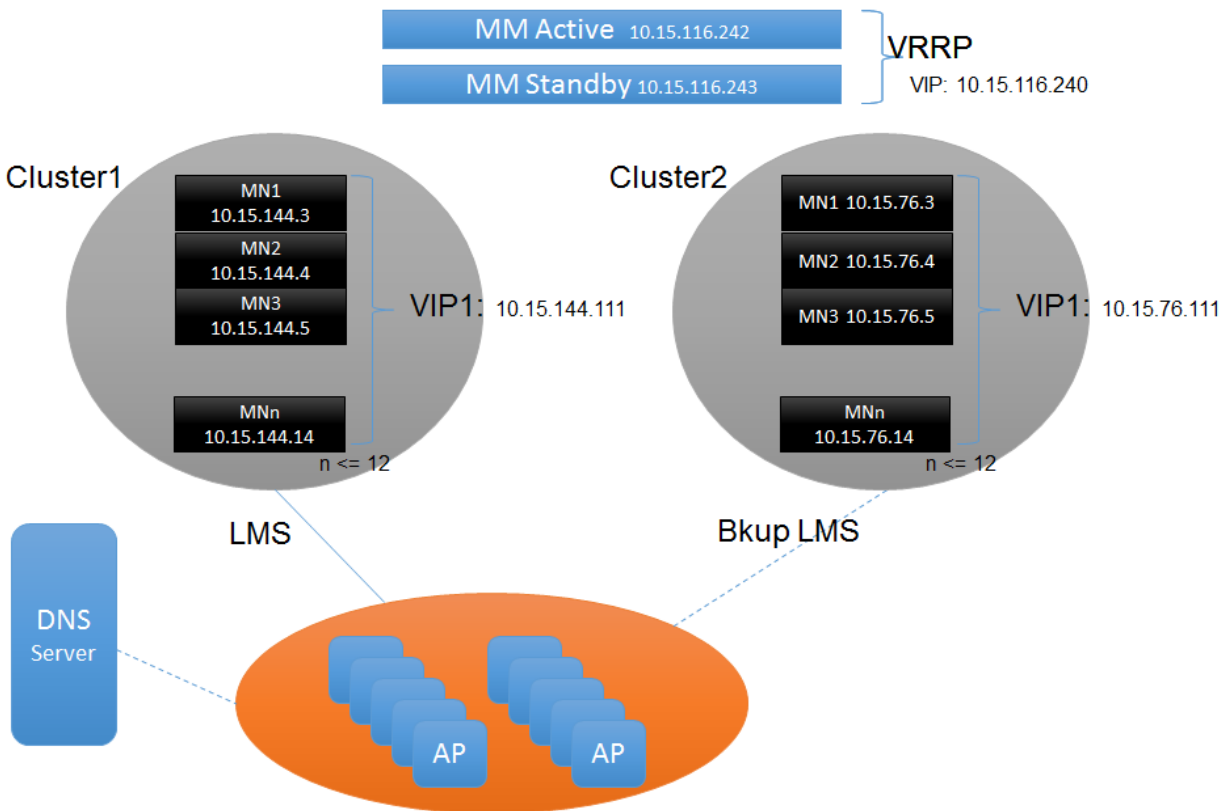 MM Active 10.15.116.242
MM Standby 10.15.116.243
VRRP
VIP: 10.15.116.240
Cluster1
MN1
10.15.144.3
MN2
10.15.144.4
MN3
10.15.144.5
MNn
10.15.144.14
n <= 12
VIP1: 10.15.144.111
Cluster2
MN1 10.15.76.3
MN2 10.15.76.4
MN3 10.15.76.5
MNn
10.15.76.14
n <= 12
VIP1: 10.15.76.111
LMS
Bkup LMS
DNS
Server
AP
AP